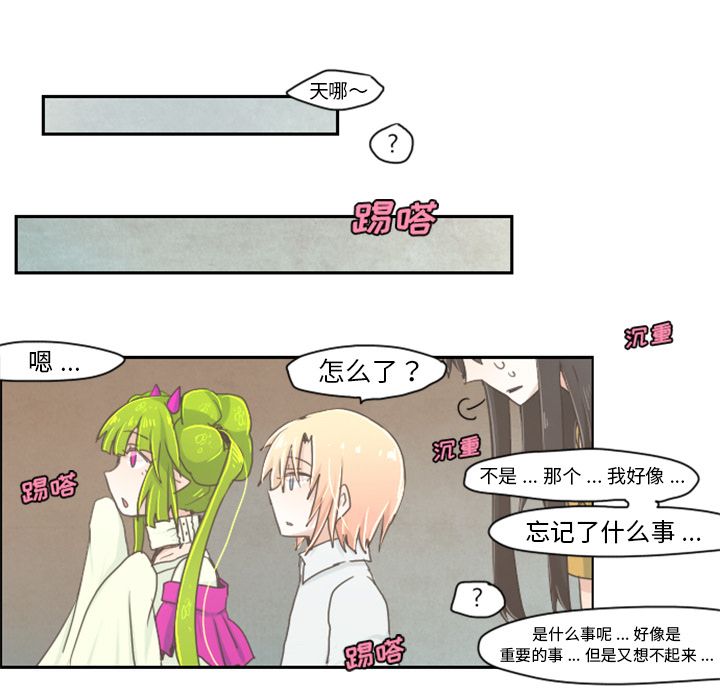 天哪～
?
踢嗒
沉重
嗯 ...
怎么了？
沉重
不是 ... 那个 ... 我好像 ...
踢嗒
忘记了什么事 ...
?
是什么事呢 ... 好像是
重要的事 ... 但是又想不起来 ...
踢嗒